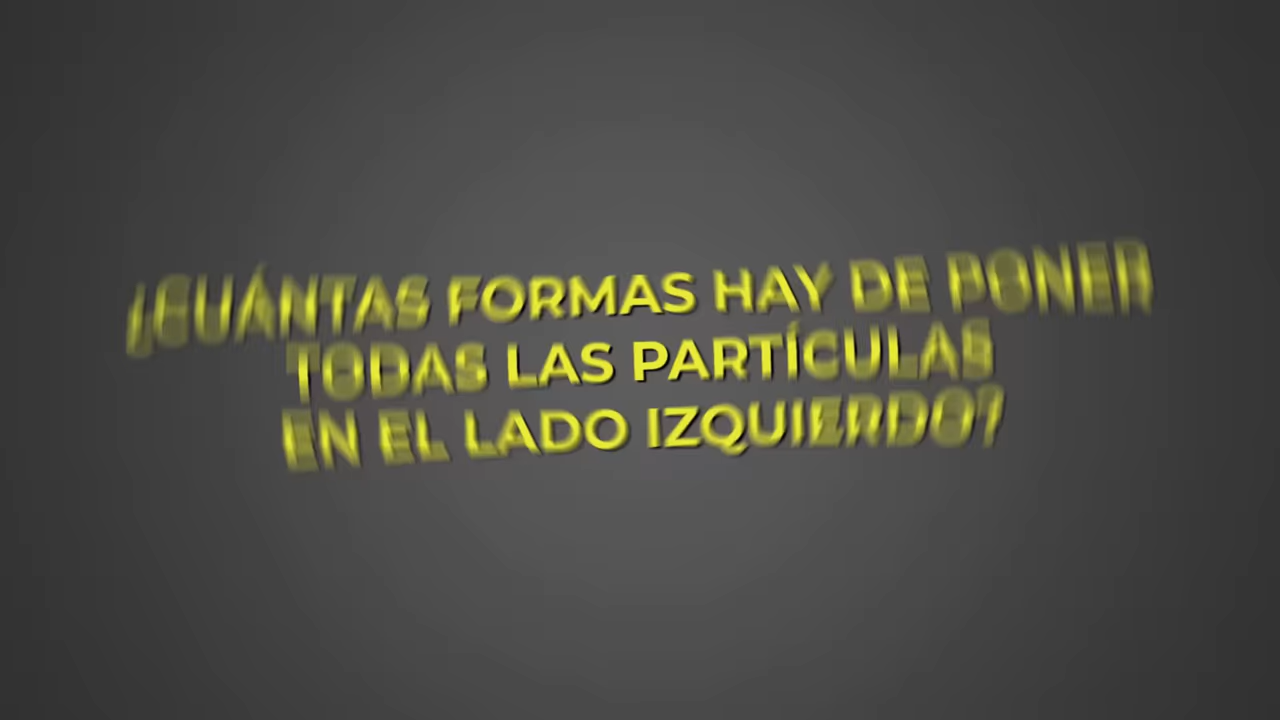 ¿CUÁNTAS FORMAS HAY DE PONER
TODAS LAS PARTÍCULAS
EN EL LADO IZQUIERDO?